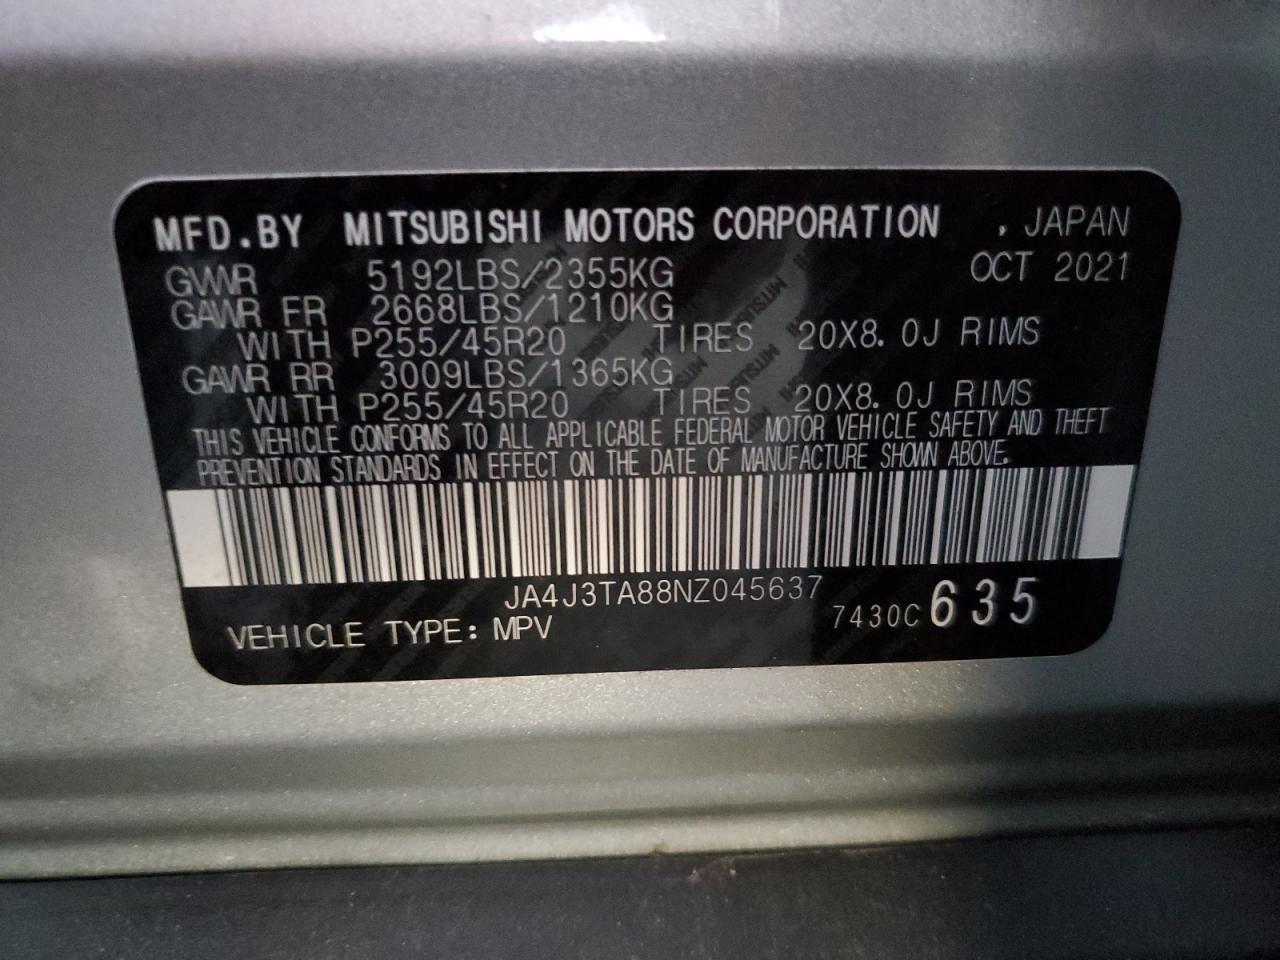 MFD.BY MITSUBISHI MOTORS CORPORATION , JAPAN
GVWR 5192LBS/2355KG OCT 2021
GAWR FR 2668LBS/1210KG
WITH P255/45R20 TIRES 20X8.0J RIMS
GAWR RR 3009LBS/1365KG
WITH P255/45R20 TIRES 20X8.0J RIMS
THIS VEHICLE CONFORMS TO ALL APPLICABLE FEDERAL MOTOR VEHICLE SAFETY AND THEFT
PREVENTION STANDARDS IN EFFECT ON THE DATE OF MANUFACTURE SHOWN ABOVE.
JA4J3TA88NZ045637
VEHICLE TYPE: MPV 7430C 635